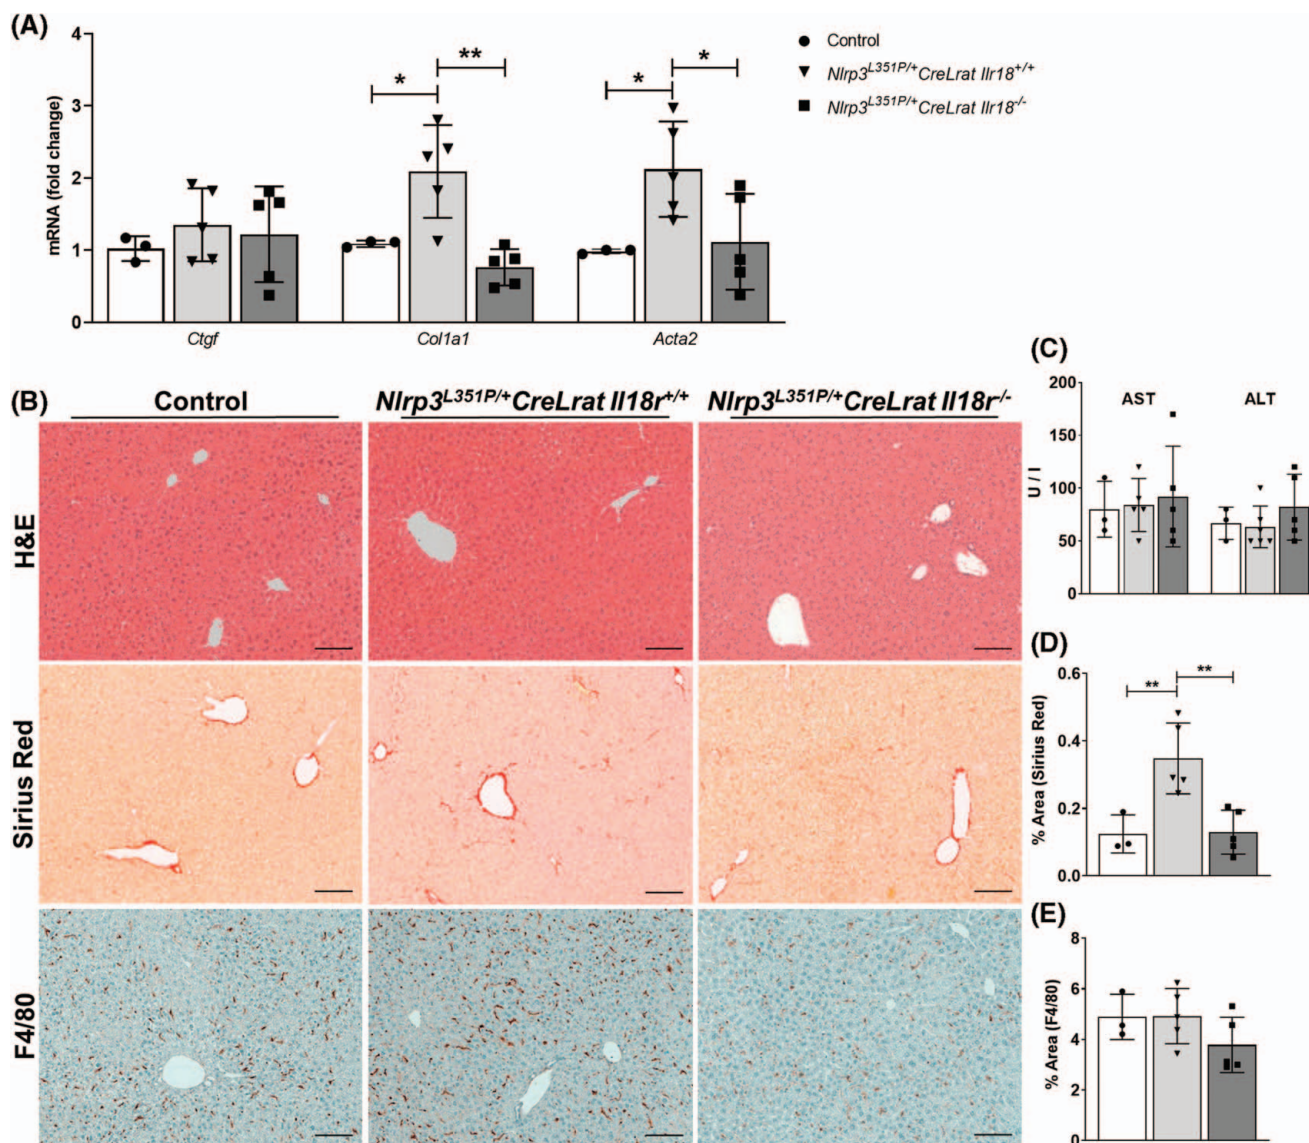 (A)
mRNA (fold change)
4
3
2
1
0
* ** * *
Ctgf Col1a1 Acta2
Control
Nlrp3L351P/+CreLrat Ilr18+/+
Nlrp3L351P/+CreLrat Ilr18-/-
(B)
Control Nlrp3L351P/+CreLrat Il18r+/+ Nlrp3L351P/+CreLrat Il18r-/-
H&E
Sirius Red
F4/80
(C)
U / l
200
150
100
50
0
AST ALT
(D)
% Area (Sirius Red)
0.6
0.4
0.2
0.0
** **
(E)
% Area (F4/80)
8
6
4
2
0